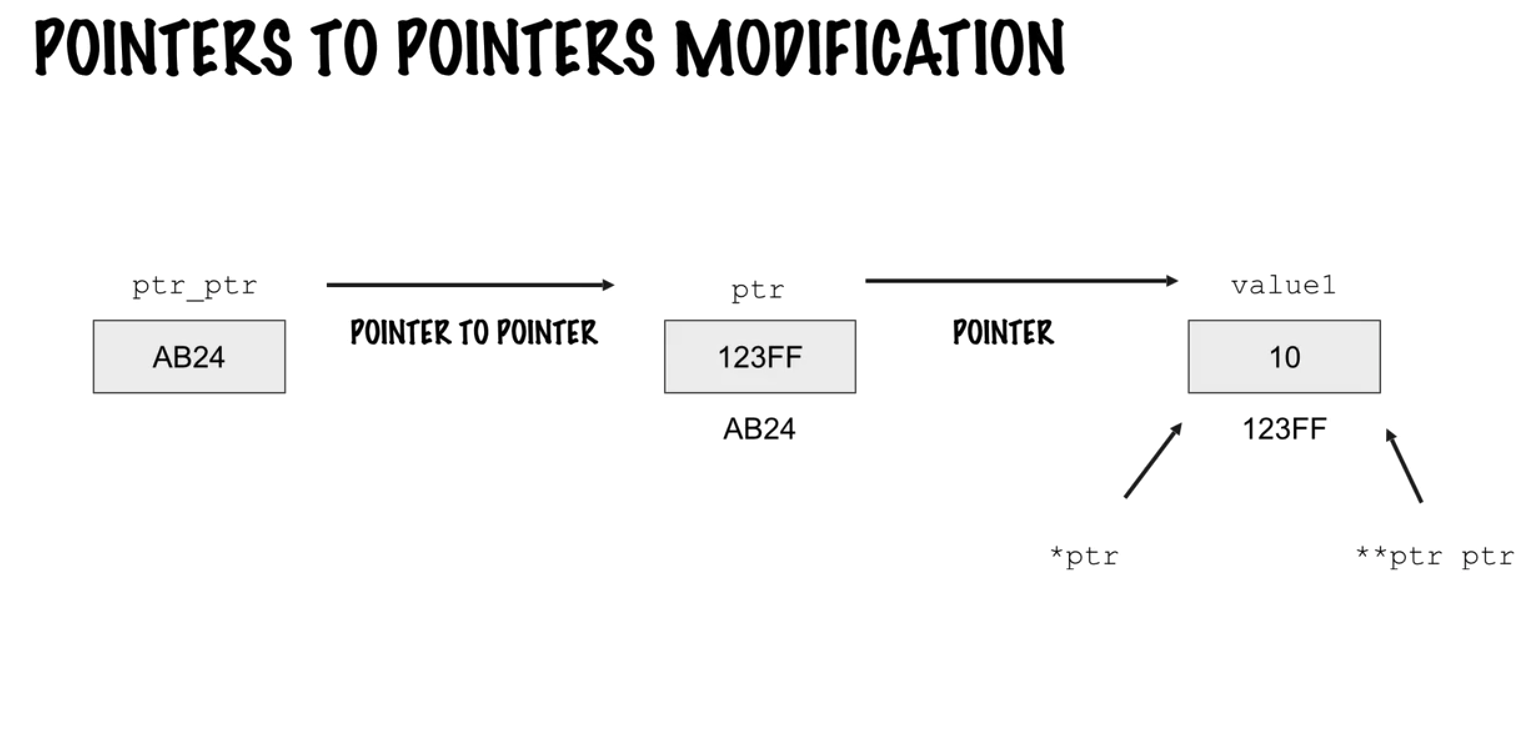 POINTERS TO POINTERS MODIFICATION
ptr_ptr
ptr
value1
POINTER TO POINTER
POINTER
AB24
123FF
10
AB24
123FF
*ptr
**ptr ptr